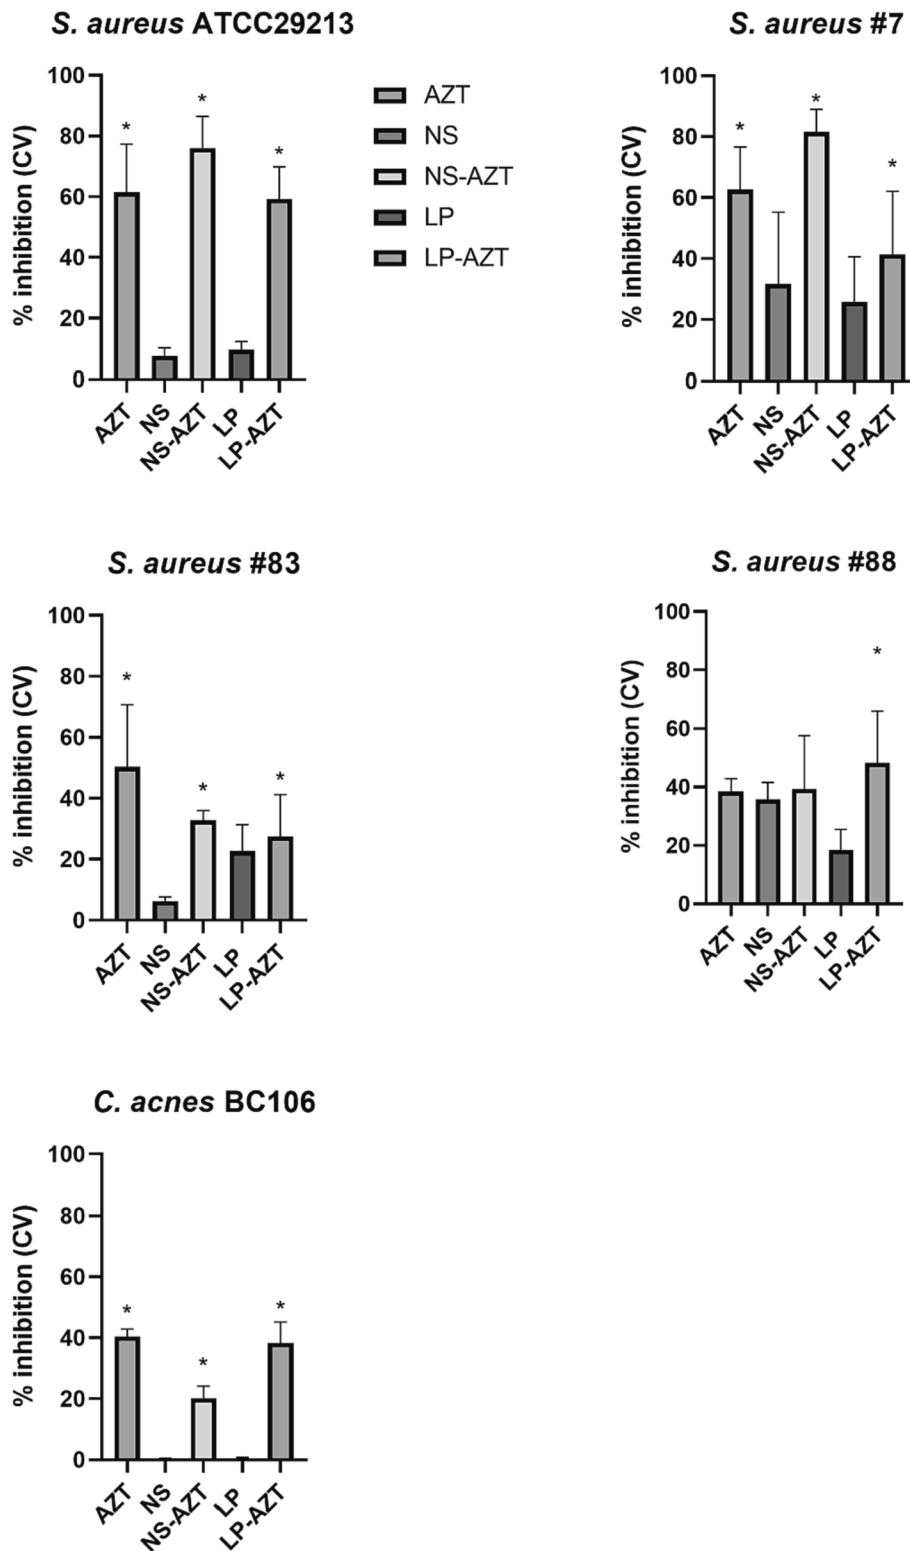 S. aureus ATCC29213
% inhibition (CV)
100
80
60
40
20
0
*
*
*
AZT
NS
NS-AZT
LP
LP-AZT
AZT
NS
NS-AZT
LP
LP-AZT
S. aureus #7
% inhibition (CV)
100
80
60
40
20
0
*
*
*
AZT
NS
NS-AZT
LP
LP-AZT
S. aureus #83
% inhibition (CV)
100
80
60
40
20
0
*
*
*
AZT
NS
NS-AZT
LP
LP-AZT
S. aureus #88
% inhibition (CV)
100
80
60
40
20
0
*
AZT
NS
NS-AZT
LP
LP-AZT
C. acnes BC106
% inhibition (CV)
100
80
60
40
20
0
*
*
*
AZT
NS
NS-AZT
LP
LP-AZT